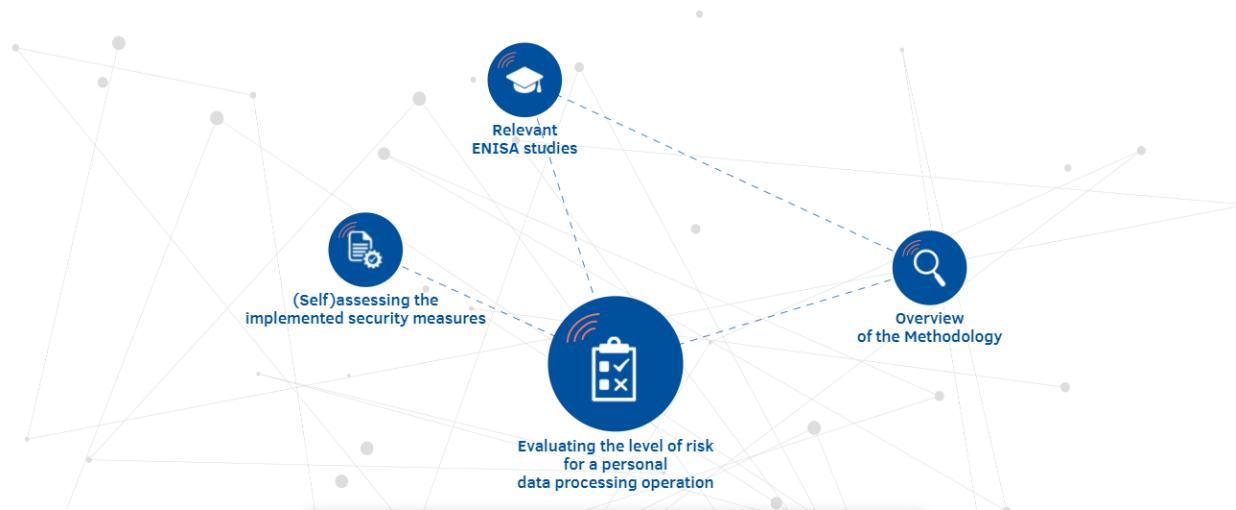 Relevant
ENISA studies
(Self)assessing the
implemented security measures
Overview
of the Methodology
Evaluating the level of risk
for a personal
data processing operation